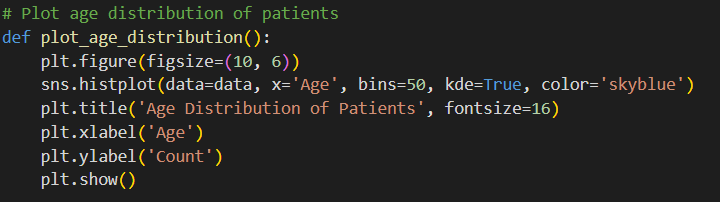 # Plot age distribution of patients
def plot_age_distribution():
    plt.figure(figsize=(10, 6))
    sns.histplot(data=data, x='Age', bins=50, kde=True, color='skyblue')
    plt.title('Age Distribution of Patients', fontsize=16)
    plt.xlabel('Age')
    plt.ylabel('Count')
    plt.show()